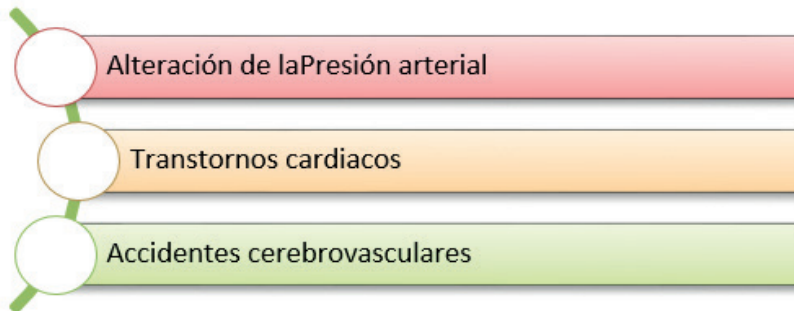 Alteración de laPresión arterial
Transtornos cardiacos
Accidentes cerebrovasculares